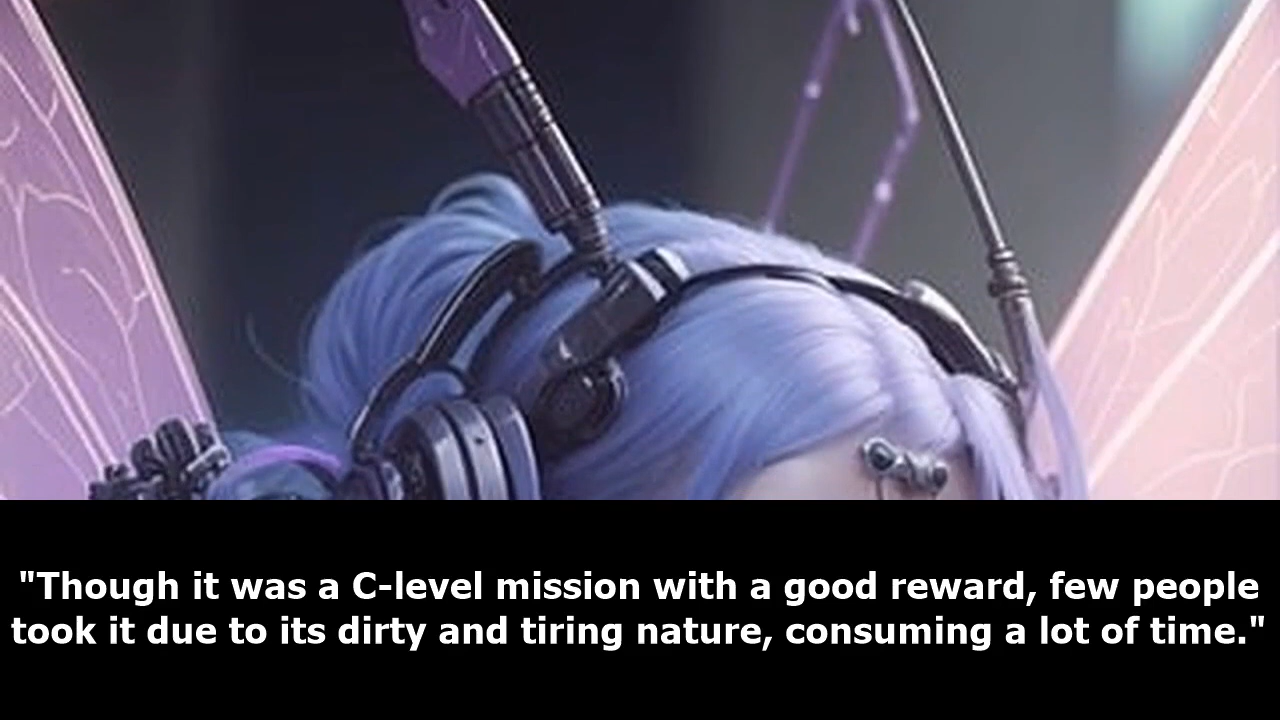 "Though it was a C-level mission with a good reward, few people
took it due to its dirty and tiring nature, consuming a lot of time."